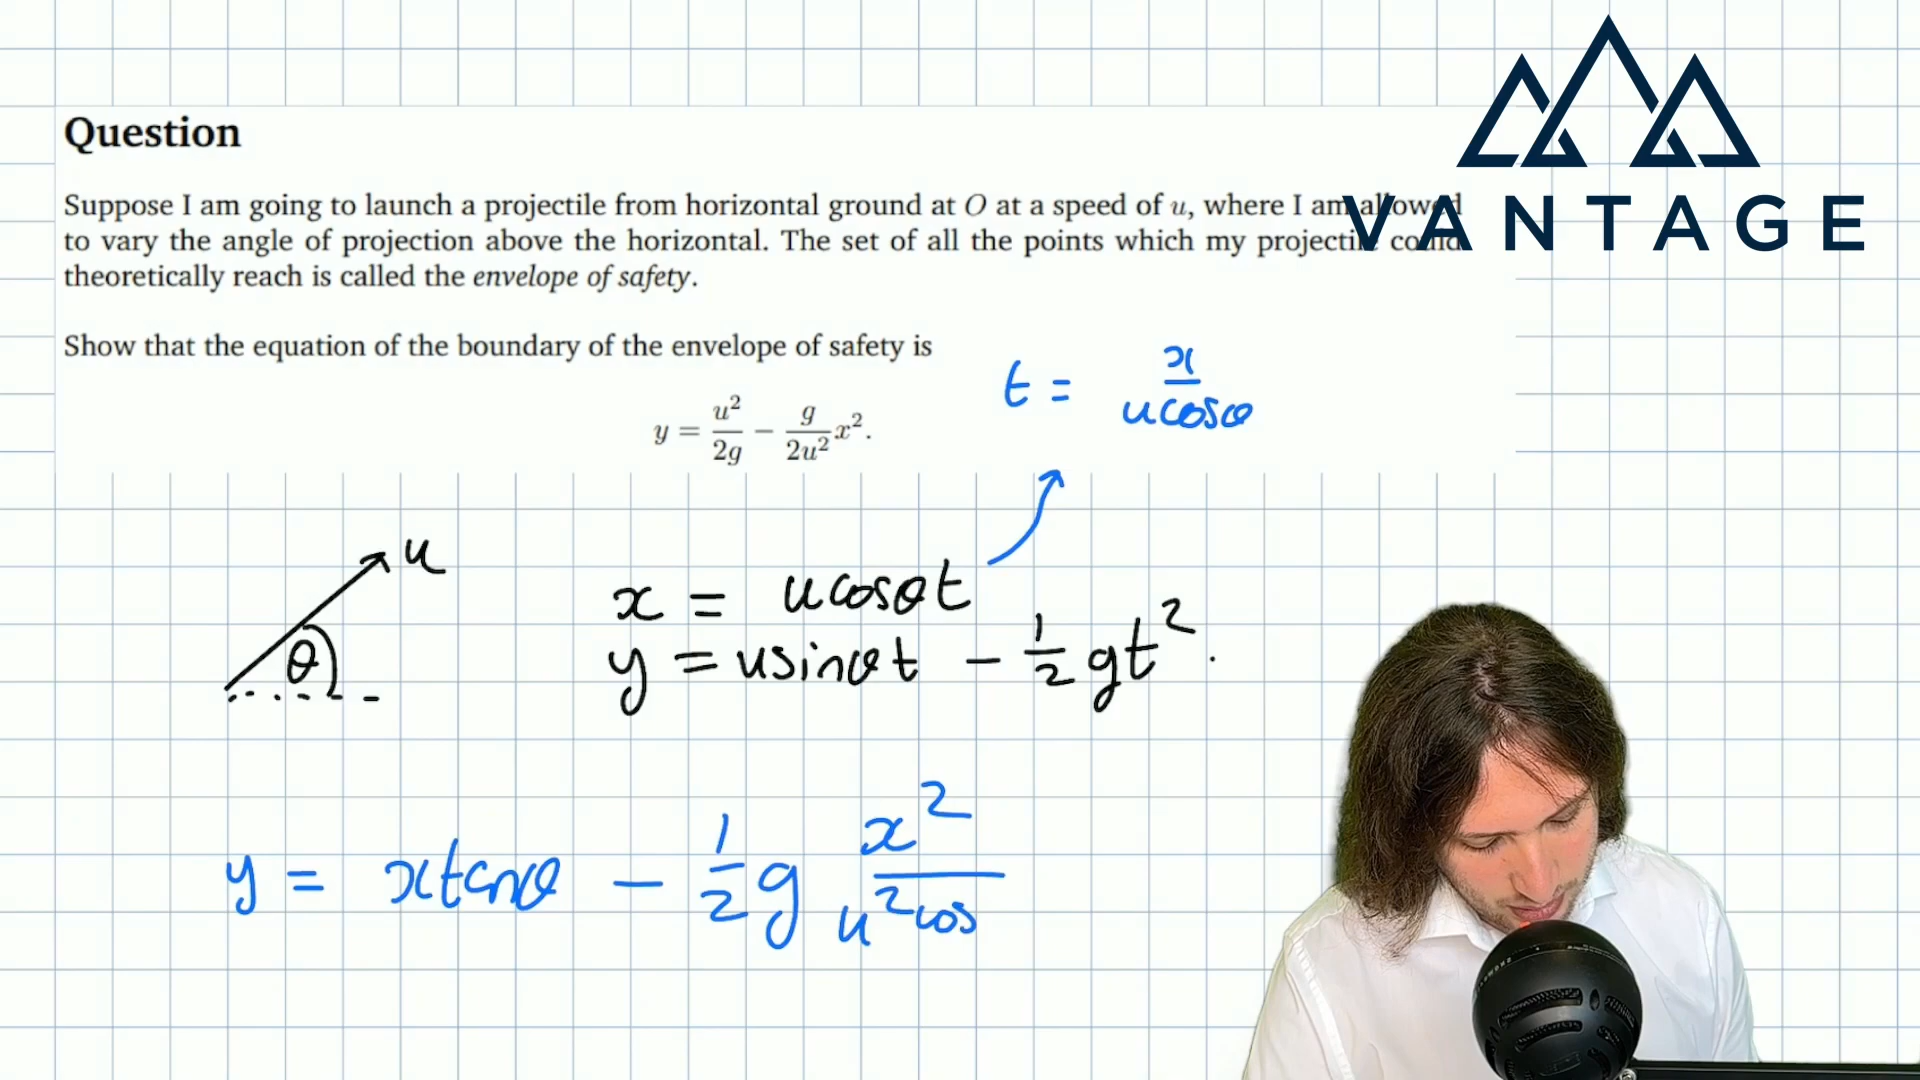 VANTAGE
Question
Suppose I am going to launch a projectile from horizontal ground at O at a speed of u, where I am allowed
to vary the angle of projection above the horizontal. The set of all the points which my projectile could
theoretically reach is called the envelope of safety.
Show that the equation of the boundary of the envelope of safety is
y = u²/2g − g/2u² x².
t = x/ucosθ
u
θ
x = ucosθt
y = usinθt − ½gt².
y = xtanθ − ½g x²/u²cos